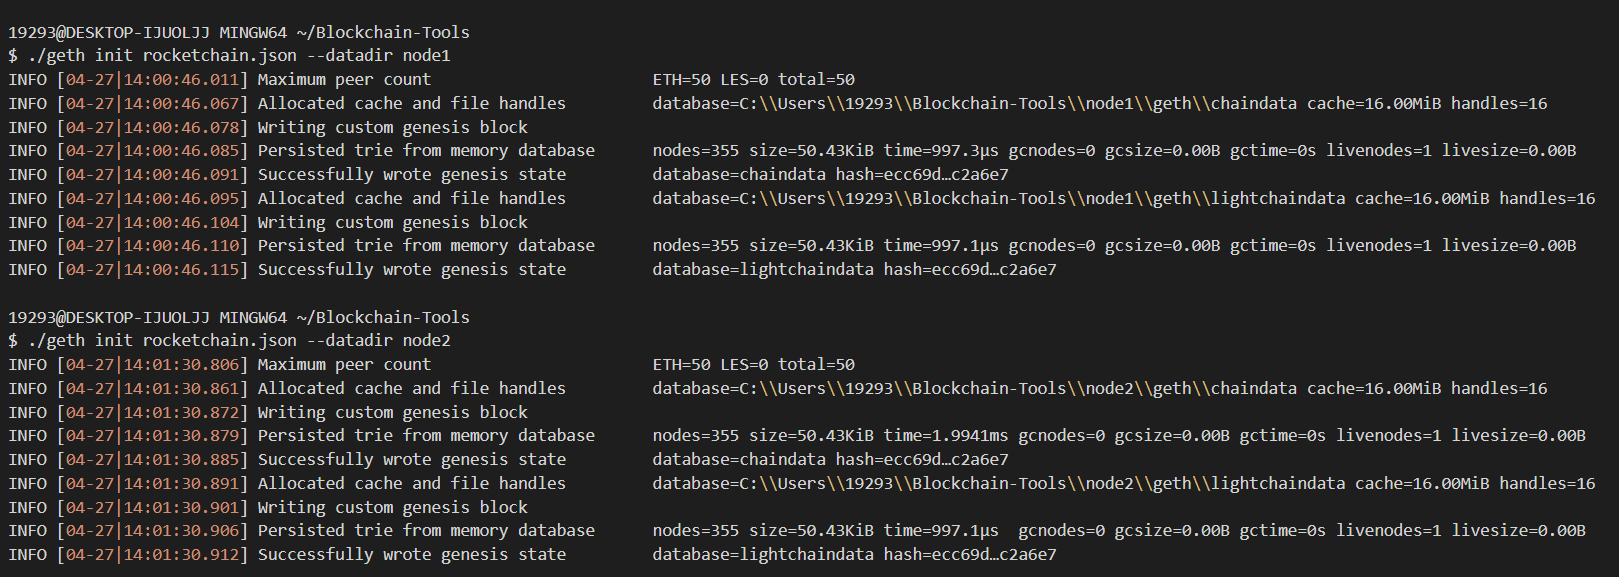 19293@DESKTOP-IJUOLJJ MINGW64 ~/Blockchain-Tools
$ ./geth init rocketchain.json --datadir node1
INFO [04-27|14:00:46.011] Maximum peer count                       ETH=50 LES=0 total=50
INFO [04-27|14:00:46.067] Allocated cache and file handles         database=C:\\Users\\19293\\Blockchain-Tools\\node1\\geth\\chaindata cache=16.00MiB handles=16
INFO [04-27|14:00:46.078] Writing custom genesis block
INFO [04-27|14:00:46.085] Persisted trie from memory database      nodes=355 size=50.43KiB time=997.3µs gcnodes=0 gcsize=0.00B gctime=0s livenodes=1 livesize=0.00B
INFO [04-27|14:00:46.091] Successfully wrote genesis state         database=chaindata hash=ecc69d…c2a6e7
INFO [04-27|14:00:46.095] Allocated cache and file handles         database=C:\\Users\\19293\\Blockchain-Tools\\node1\\geth\\lightchaindata cache=16.00MiB handles=16
INFO [04-27|14:00:46.104] Writing custom genesis block
INFO [04-27|14:00:46.110] Persisted trie from memory database      nodes=355 size=50.43KiB time=997.1µs gcnodes=0 gcsize=0.00B gctime=0s livenodes=1 livesize=0.00B
INFO [04-27|14:00:46.115] Successfully wrote genesis state         database=lightchaindata hash=ecc69d…c2a6e7
19293@DESKTOP-IJUOLJJ MINGW64 ~/Blockchain-Tools
$ ./geth init rocketchain.json --datadir node2
INFO [04-27|14:01:30.806] Maximum peer count                       ETH=50 LES=0 total=50
INFO [04-27|14:01:30.861] Allocated cache and file handles         database=C:\\Users\\19293\\Blockchain-Tools\\node2\\geth\\chaindata cache=16.00MiB handles=16
INFO [04-27|14:01:30.872] Writing custom genesis block
INFO [04-27|14:01:30.879] Persisted trie from memory database      nodes=355 size=50.43KiB time=1.9941ms gcnodes=0 gcsize=0.00B gctime=0s livenodes=1 livesize=0.00B
INFO [04-27|14:01:30.885] Successfully wrote genesis state         database=chaindata hash=ecc69d…c2a6e7
INFO [04-27|14:01:30.891] Allocated cache and file handles         database=C:\\Users\\19293\\Blockchain-Tools\\node2\\geth\\lightchaindata cache=16.00MiB handles=16
INFO [04-27|14:01:30.901] Writing custom genesis block
INFO [04-27|14:01:30.906] Persisted trie from memory database      nodes=355 size=50.43KiB time=997.1µs  gcnodes=0 gcsize=0.00B gctime=0s livenodes=1 livesize=0.00B
INFO [04-27|14:01:30.912] Successfully wrote genesis state         database=lightchaindata hash=ecc69d…c2a6e7